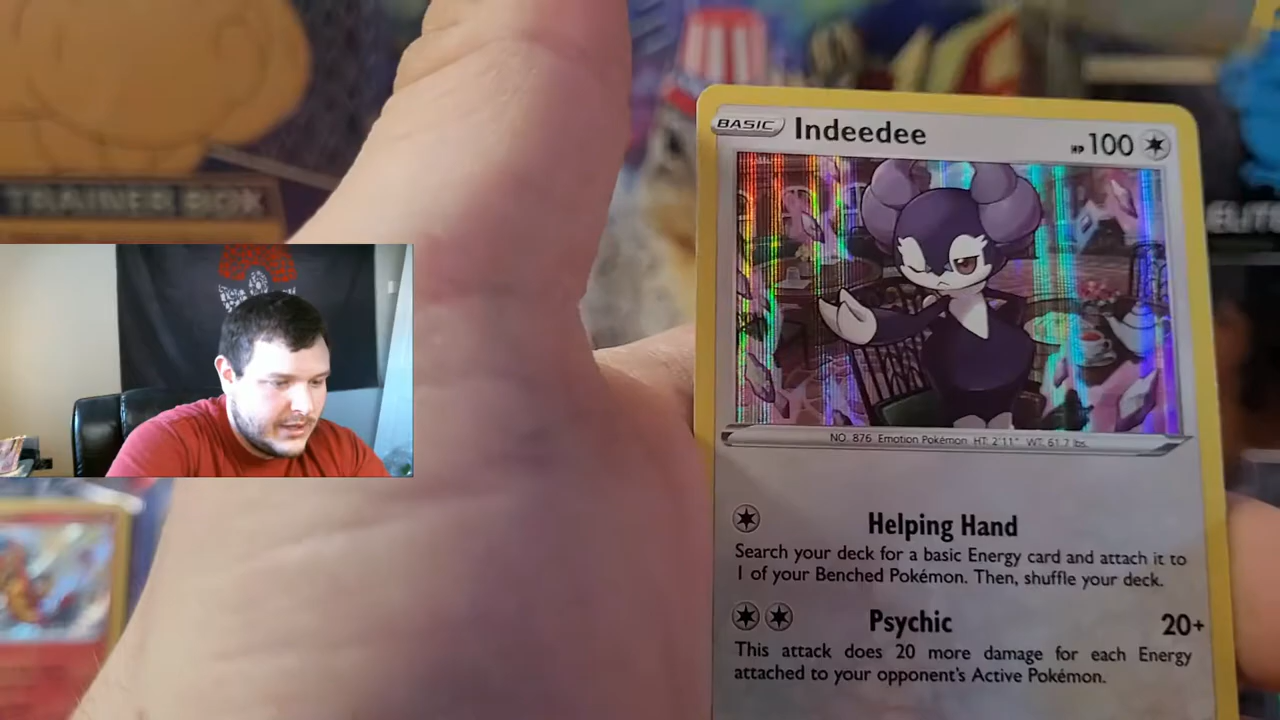 TRAINER BOX
ELITE
BASIC Indeedee HP 100
NO. 876 Emotion Pokémon HT: 2'11" WT: 61.7 lbs.
Helping Hand
Search your deck for a basic Energy card and attach it to
1 of your Benched Pokémon. Then, shuffle your deck.
Psychic 20+
This attack does 20 more damage for each Energy
attached to your opponent's Active Pokémon.